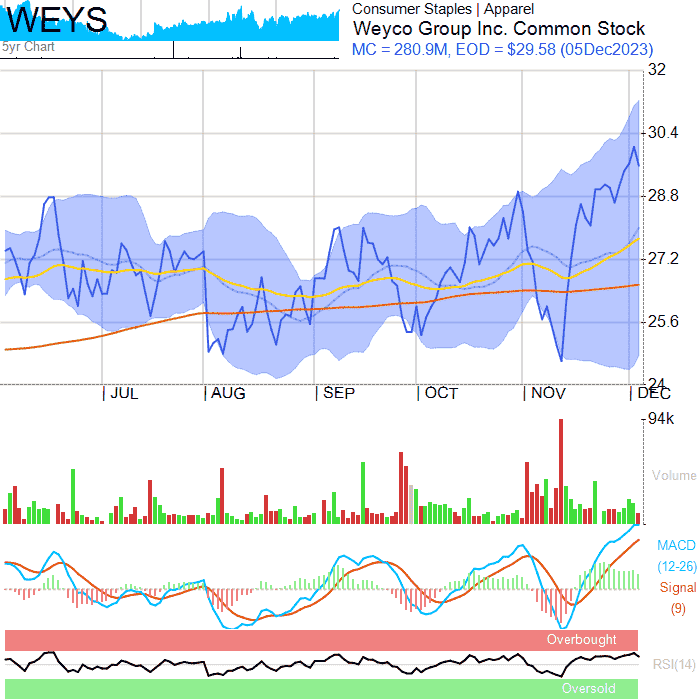 WEYS
5yr Chart
Consumer Staples | Apparel
Weyco Group Inc. Common Stock
MC = 280.9M, EOD = $29.58 (05Dec2023)
32
30.4
28.8
27.2
25.6
24
JUL AUG SEP OCT NOV DEC
94k
Volume
MACD
(12-26)
Signal
(9)
Overbought
RSI(14)
Oversold